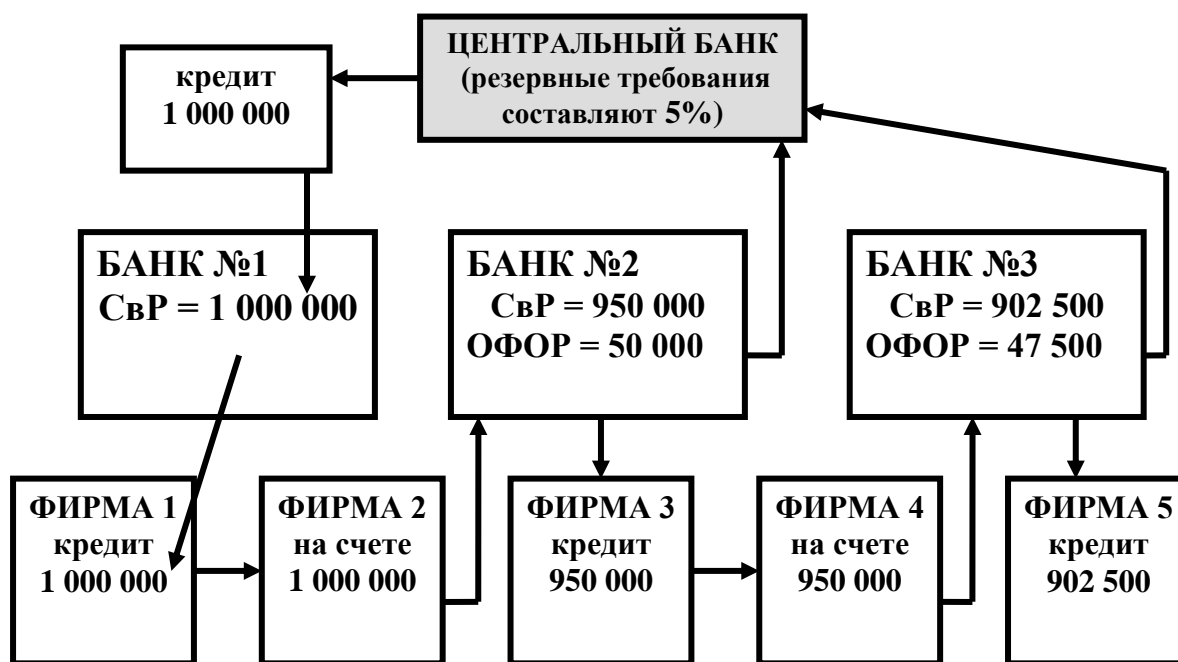 ЦЕНТРАЛЬНЫЙ БАНК
(резервные требования
составляют 5%)
кредит
1 000 000
БАНК №1
СвР = 1 000 000
БАНК №2
СвР = 950 000
ОФОР = 50 000
БАНК №3
СвР = 902 500
ОФОР = 47 500
ФИРМА 1
кредит
1 000 000
ФИРМА 2
на счете
1 000 000
ФИРМА 3
кредит
950 000
ФИРМА 4
на счете
950 000
ФИРМА 5
кредит
902 500